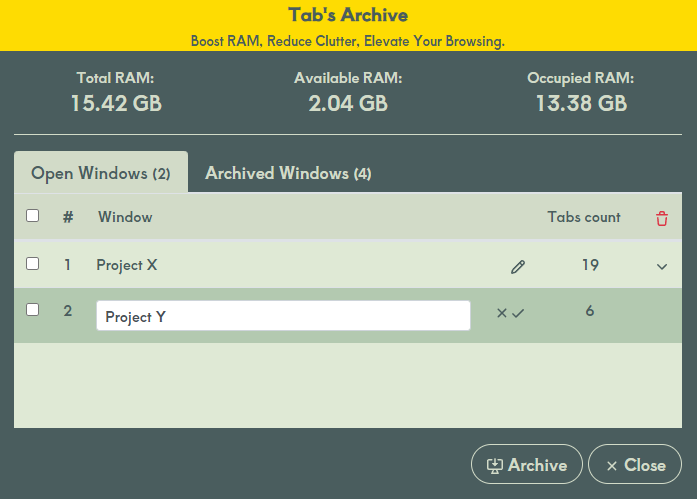 Tab's Archive
Boost RAM, Reduce Clutter, Elevate Your Browsing.
Total RAM: Available RAM: Occupied RAM:
15.42 GB 2.04 GB 13.38 GB
Open Windows (2) Archived Windows (4)
# Window Tabs count
1 Project X 19
2 Project Y 6
Archive Close